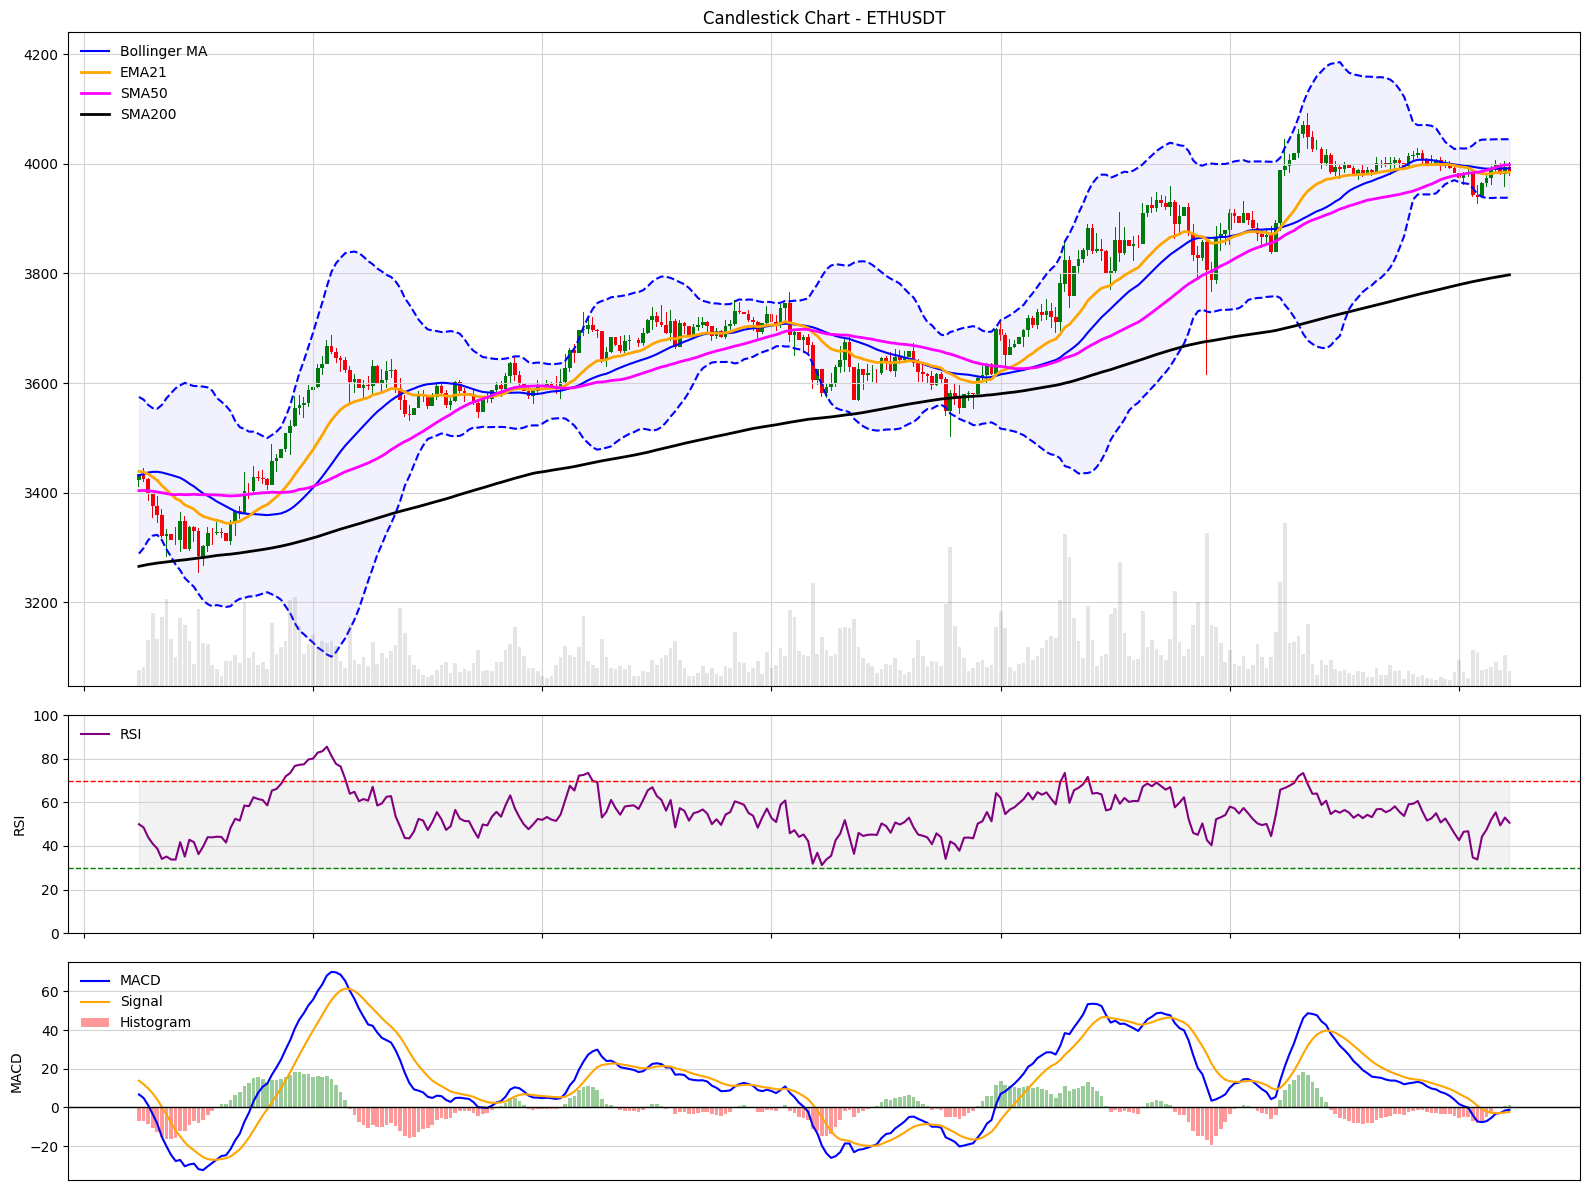 Candlestick Chart - ETHUSDT
Bollinger MA
EMA21
SMA50
SMA200
4200
4000
3800
3600
3400
3200
RSI
RSI
100
80
60
40
20
0
MACD
Signal
Histogram
MACD
60
40
20
0
−20